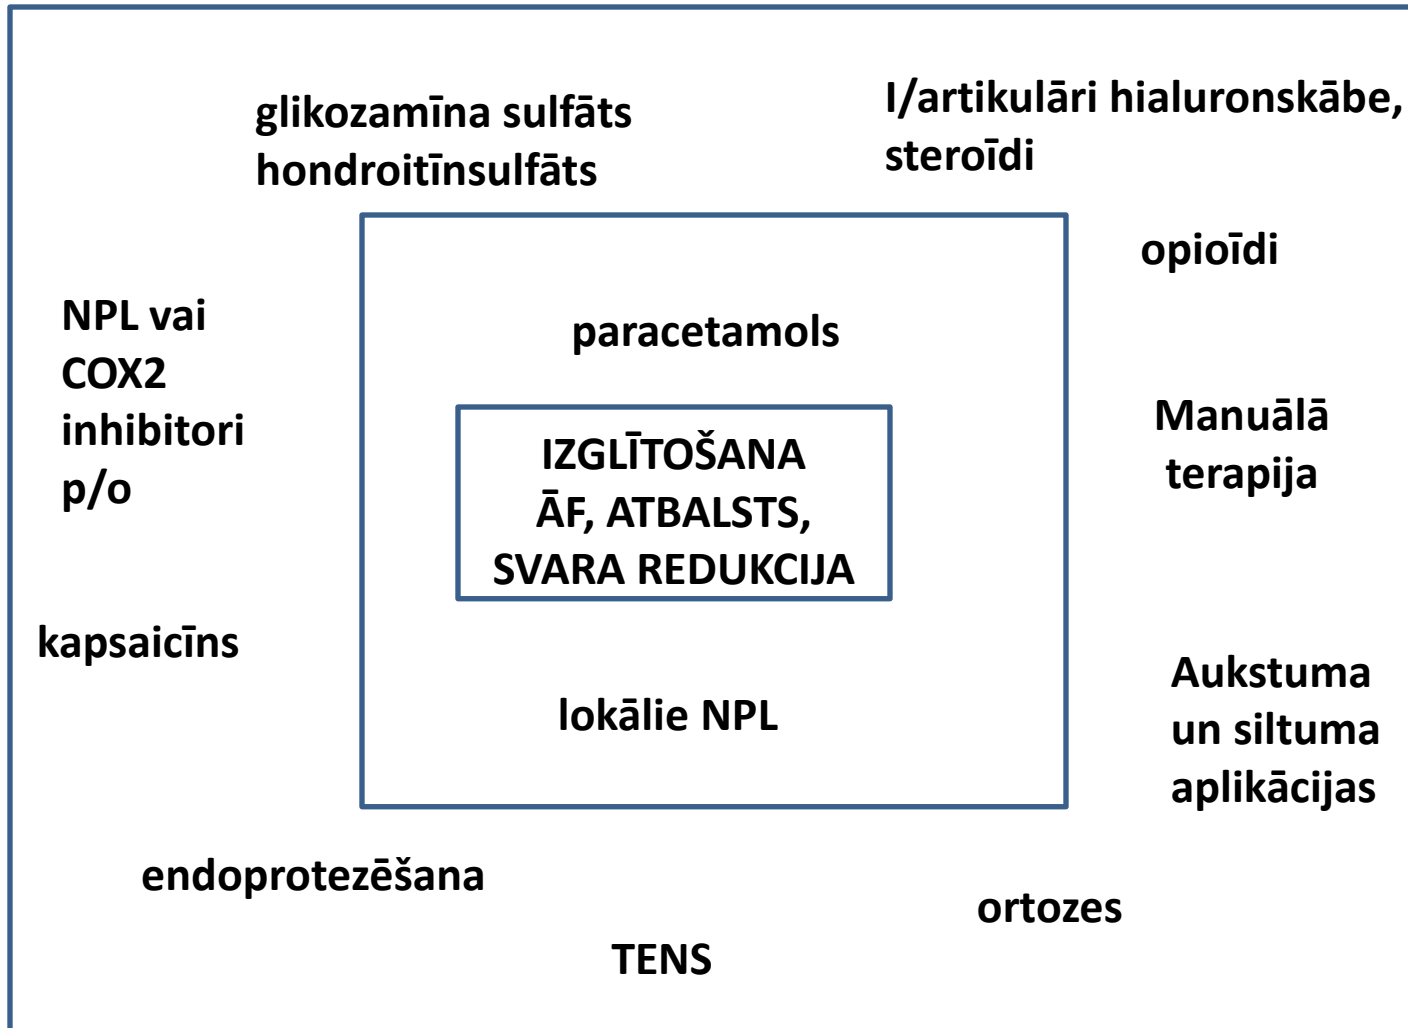 glikozamīna sulfāts
hondroitīnsulfāts
I/artikulāri hialuronskābe,
steroīdi
opioīdi
NPL vai
COX2
inhibitori
p/o
paracetamols
Manuālā
terapija
IZGLĪTOŠANA
ĀF, ATBALSTS,
SVARA REDUKCIJA
kapsaicīns
lokālie NPL
Aukstuma
un siltuma
aplikācijas
endoprotezēšana
ortozes
TENS